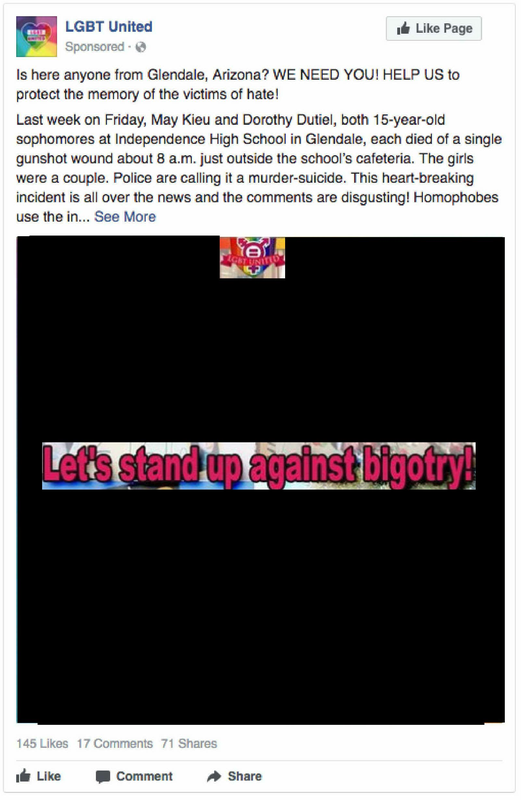 LGBT United
Like Page
Sponsored ·
Is here anyone from Glendale, Arizona? WE NEED YOU! HELP US to
protect the memory of the victims of hate!
Last week on Friday, May Kieu and Dorothy Dutiel, both 15-year-old
sophomores at Independence High School in Glendale, each died of a single
gunshot wound about 8 a.m. just outside the school's cafeteria. The girls
were a couple. Police are calling it a murder-suicide. This heart-breaking
incident is all over the news and the comments are disgusting! Homophobes
use the in... See More
LGBT UNITED
Let's stand up against bigotry!
145 Likes 17 Comments 71 Shares
Like Comment Share